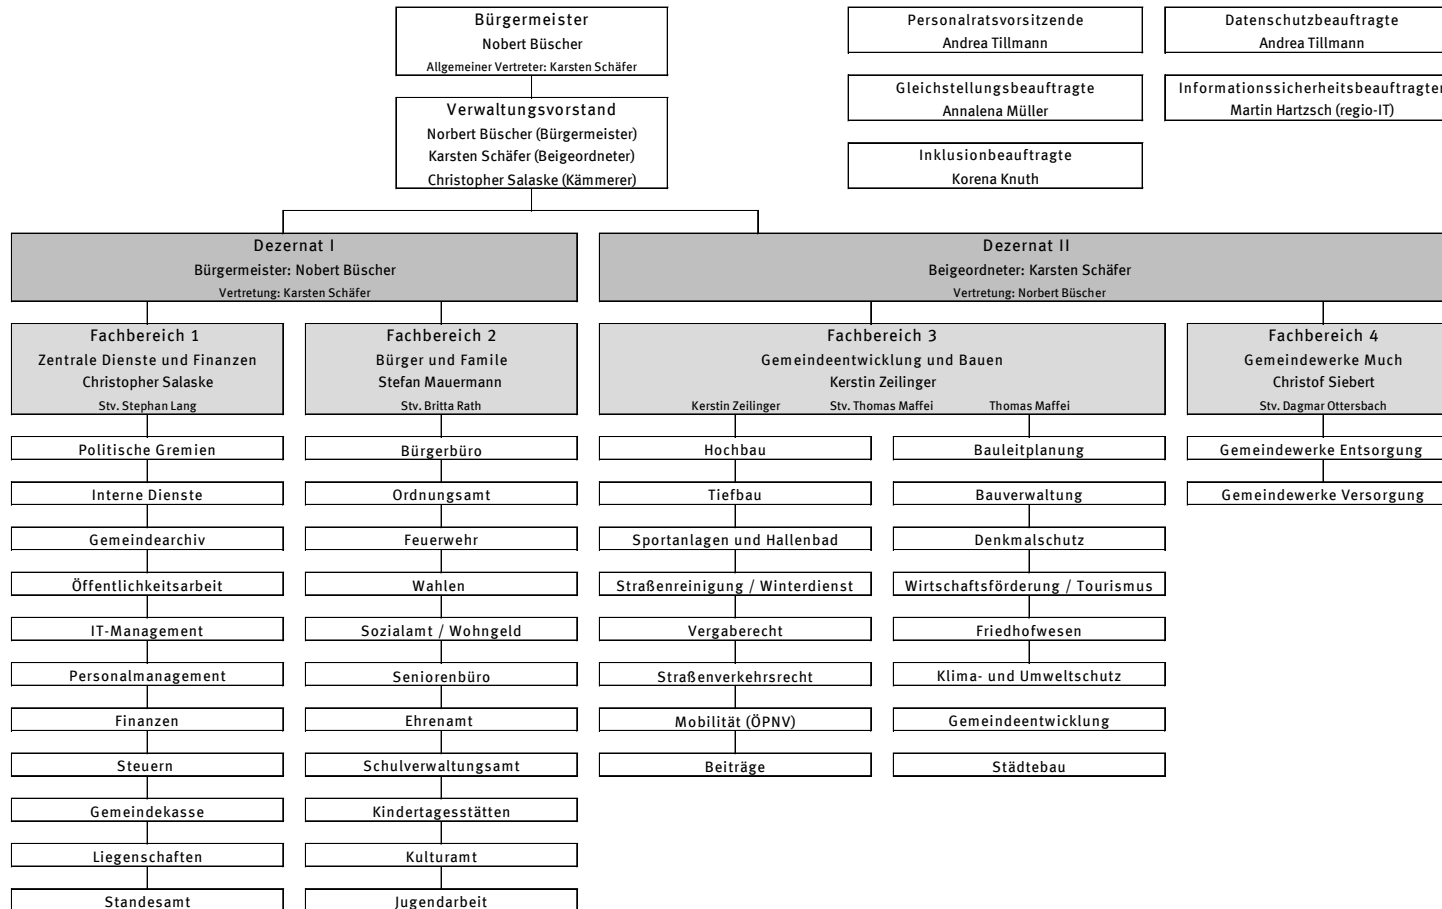 Bürgermeister
Nobert Büscher
Allgemeiner Vertreter: Karsten Schäfer
Personalratsvorsitzende
Andrea Tillmann
Datenschutzbeauftragte
Andrea Tillmann
Gleichstellungsbeauftragte
Annalena Müller
Informationssicherheitsbeauftragter
Martin Hartzsch (regio-IT)
Inklusionbeauftragte
Korena Knuth
Verwaltungsvorstand
Norbert Büscher (Bürgermeister)
Karsten Schäfer (Beigeordneter)
Christopher Salaske (Kämmerer)
Dezernat I
Bürgermeister: Nobert Büscher
Vertretung: Karsten Schäfer
Dezernat II
Beigeordneter: Karsten Schäfer
Vertretung: Norbert Büscher
Fachbereich 1
Zentrale Dienste und Finanzen
Christopher Salaske
Stv. Stephan Lang
Politische Gremien
Interne Dienste
Gemeindearchiv
Öffentlichkeitsarbeit
IT-Management
Personalmanagement
Finanzen
Steuern
Gemeindekasse
Liegenschaften
Standesamt
Fachbereich 2
Bürger und Famile
Stefan Mauermann
Stv. Britta Rath
Bürgerbüro
Ordnungsamt
Feuerwehr
Wahlen
Sozialamt / Wohngeld
Seniorenbüro
Ehrenamt
Schulverwaltungsamt
Kindertagesstätten
Kulturamt
Jugendarbeit
Fachbereich 3
Gemeindeentwicklung und Bauen
Kerstin Zeilinger
Kerstin Zeilinger Stv. Thomas Maffei Thomas Maffei
Hochbau
Tiefbau
Sportanlagen und Hallenbad
Straßenreinigung / Winterdienst
Vergaberecht
Straßenverkehrsrecht
Mobilität (ÖPNV)
Beiträge
Bauleitplanung
Bauverwaltung
Denkmalschutz
Wirtschaftsförderung / Tourismus
Friedhofwesen
Klima- und Umweltschutz
Gemeindeentwicklung
Städtebau
Fachbereich 4
Gemeindewerke Much
Christof Siebert
Stv. Dagmar Ottersbach
Gemeindewerke Entsorgung
Gemeindewerke Versorgung